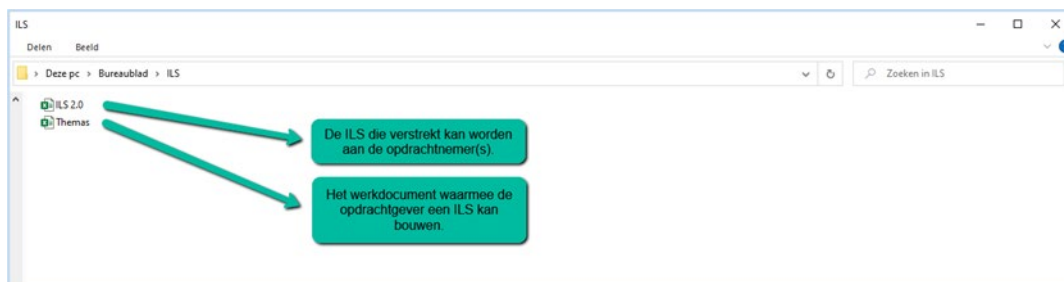 ILS
Delen Beeld
> Deze pc > Bureaublad > ILS
Zoeken in ILS
ILS 2.0
Themas
De ILS die verstrekt kan worden
aan de opdrachtnemer(s).
Het werkdocument waarmee de
opdrachtgever een ILS kan
bouwen.